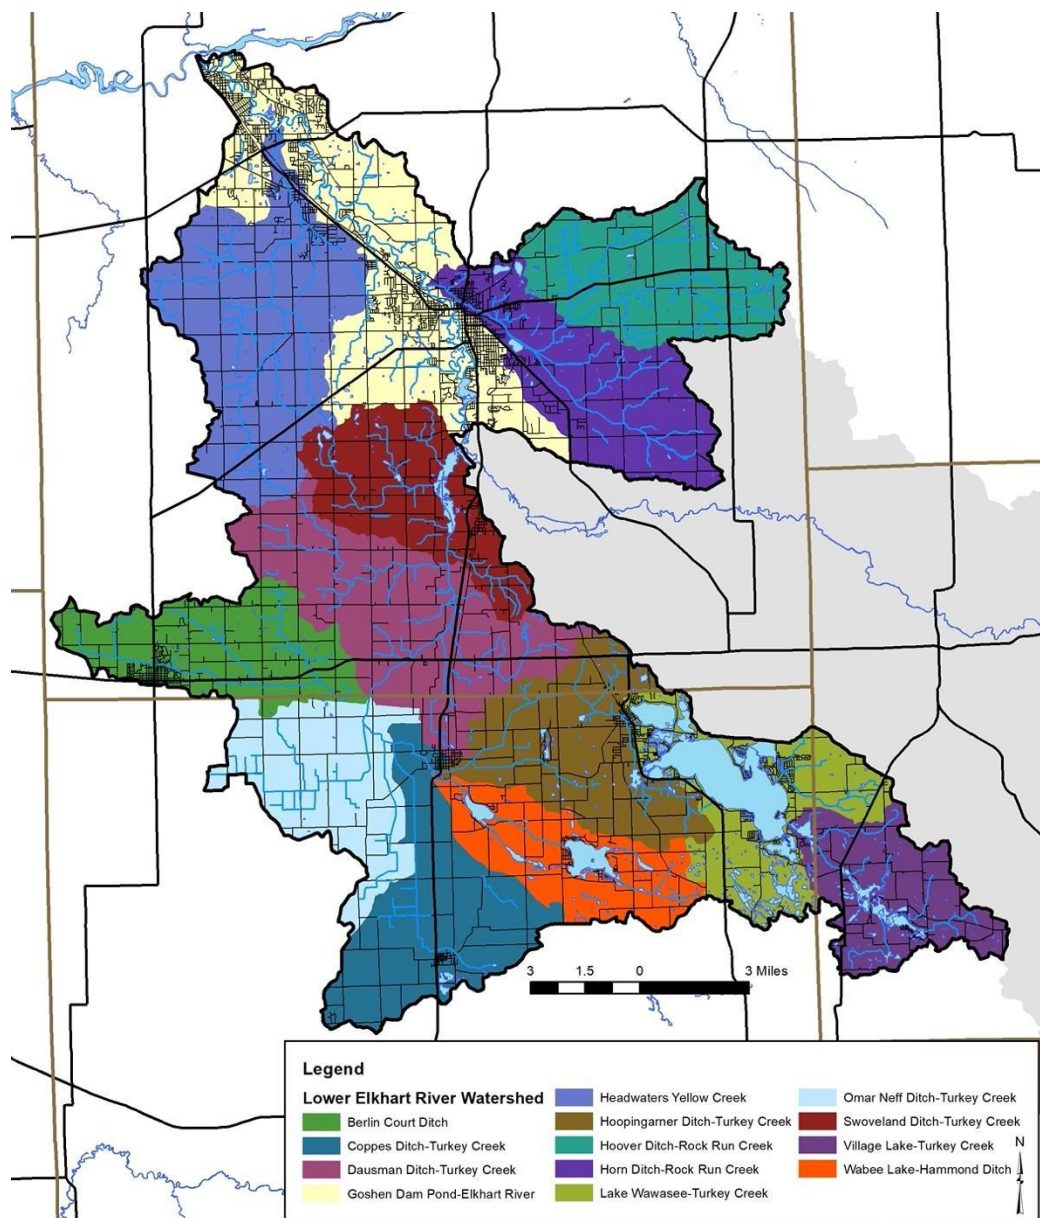 3 1.5 0 3 Miles
Legend
Lower Elkhart River Watershed
Berlin Court Ditch
Coppes Ditch-Turkey Creek
Dausman Ditch-Turkey Creek
Goshen Dam Pond-Elkhart River
Headwaters Yellow Creek
Hoopingarner Ditch-Turkey Creek
Hoover Ditch-Rock Run Creek
Horn Ditch-Rock Run Creek
Lake Wawasee-Turkey Creek
Omar Neff Ditch-Turkey Creek
Swoveland Ditch-Turkey Creek
Village Lake-Turkey Creek
Wabee Lake-Hammond Ditch
N